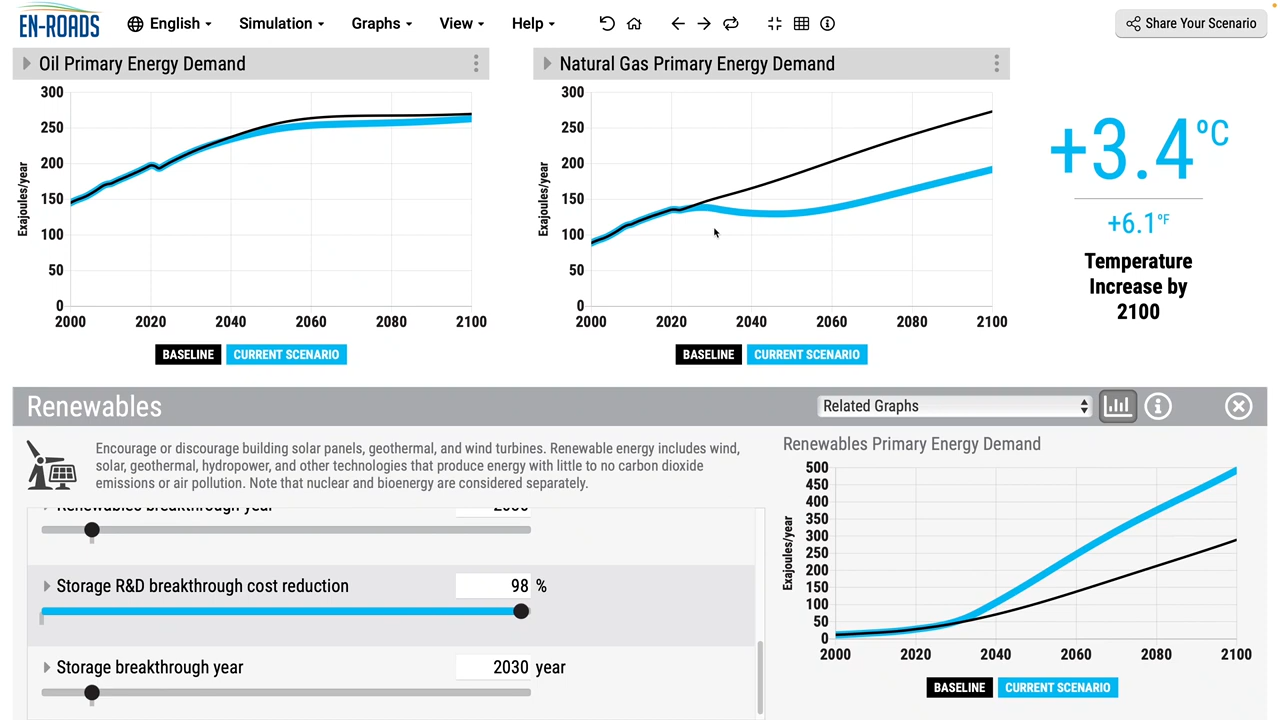 EN-ROADS
English
Simulation
Graphs
View
Help
Share Your Scenario
Oil Primary Energy Demand
300
250
200
150
100
50
0
Exajoules/year
2000 2020 2040 2060 2080 2100
BASELINE CURRENT SCENARIO
Natural Gas Primary Energy Demand
300
250
200
150
100
50
0
Exajoules/year
2000 2020 2040 2060 2080 2100
BASELINE CURRENT SCENARIO
+3.4°C
+6.1°F
Temperature
Increase by
2100
Renewables
Related Graphs
Encourage or discourage building solar panels, geothermal, and wind turbines. Renewable energy includes wind,
solar, geothermal, hydropower, and other technologies that produce energy with little to no carbon dioxide
emissions or air pollution. Note that nuclear and bioenergy are considered separately.
Renewables breakthrough year
Storage R&D breakthrough cost reduction 98 %
Storage breakthrough year 2030 year
Renewables Primary Energy Demand
500
450
400
350
300
250
200
150
100
50
0
Exajoules/year
2000 2020 2040 2060 2080 2100
BASELINE CURRENT SCENARIO